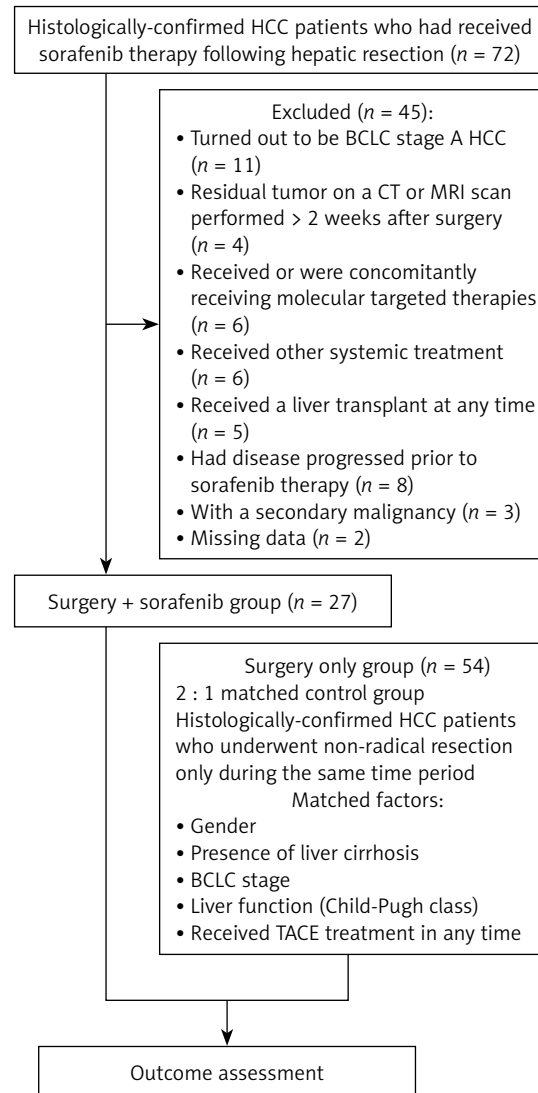 Histologically-confirmed HCC patients who had received
sorafenib therapy following hepatic resection (n = 72)
Excluded (n = 45):
• Turned out to be BCLC stage A HCC
(n = 11)
• Residual tumor on a CT or MRI scan
performed > 2 weeks after surgery
(n = 4)
• Received or were concomitantly
receiving molecular targeted therapies
(n = 6)
• Received other systemic treatment
(n = 6)
• Received a liver transplant at any time
(n = 5)
• Had disease progressed prior to
sorafenib therapy (n = 8)
• With a secondary malignancy (n = 3)
• Missing data (n = 2)
Surgery + sorafenib group (n = 27)
Surgery only group (n = 54)
2 : 1 matched control group
Histologically-confirmed HCC patients
who underwent non-radical resection
only during the same time period
Matched factors:
• Gender
• Presence of liver cirrhosis
• BCLC stage
• Liver function (Child-Pugh class)
• Received TACE treatment in any time
Outcome assessment